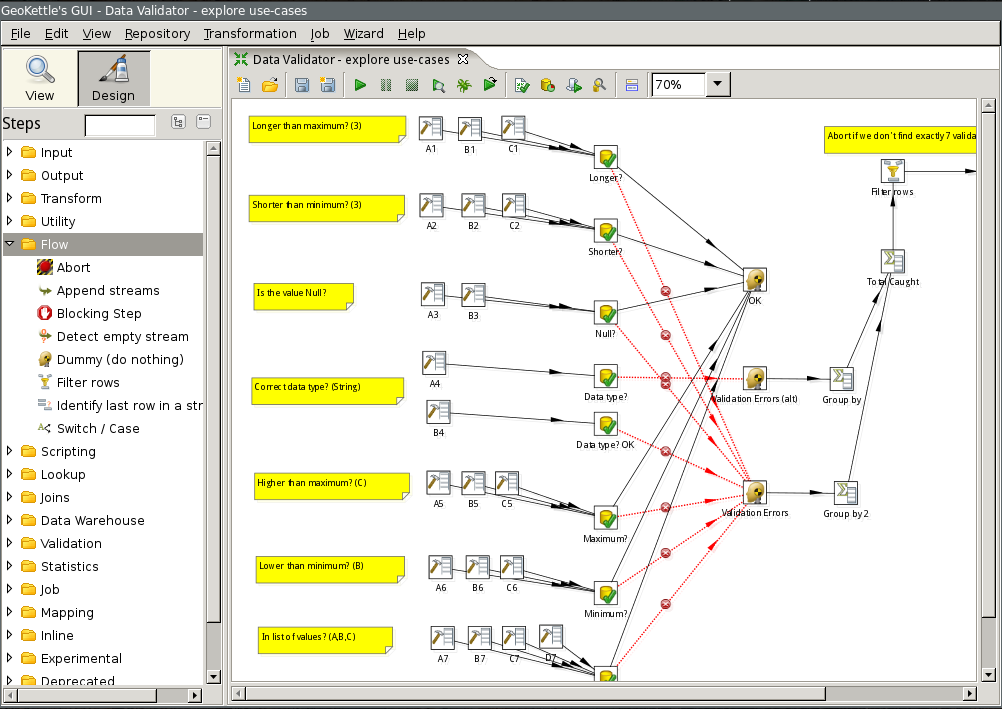 GeoKettle's GUI - Data Validator - explore use-cases
File Edit View Repository Transformation Job Wizard Help
View Design
Data Validator - explore use-cases
70%
Steps
Input
Output
Transform
Utility
Flow
Abort
Append streams
Blocking Step
Detect empty stream
Dummy (do nothing)
Filter rows
Identify last row in a str
Switch / Case
Scripting
Lookup
Joins
Data Warehouse
Validation
Statistics
Job
Mapping
Inline
Experimental
Deprecated
Longer than maximum? (3)
A1 B1 C1
Longer?
Abort if we don't find exactly 7 valida
Filter rows
Shorter than minimum? (3)
A2 B2 C2
Shorter?
Total Caught
Is the value Null?
A3 B3
Null?
OK
Correct data type? (String)
A4
Data type?
Validation Errors (alt)
Group by
B4
Data type? OK
Higher than maximum? (C)
A5 B5 C5
Maximum?
Validation Errors
Group by 2
Lower than minimum? (B)
A6 B6 C6
Minimum?
In list of values? (A,B,C)
A7 B7 C7 D7